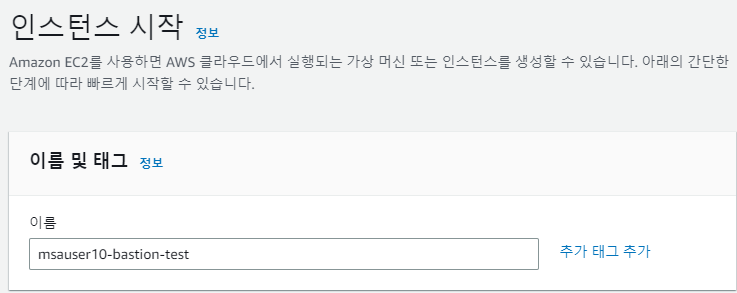 인스턴스 시작 정보
Amazon EC2를 사용하면 AWS 클라우드에서 실행되는 가상 머신 또는 인스턴스를 생성할 수 있습니다. 아래의 간단한
단계에 따라 빠르게 시작할 수 있습니다.
이름 및 태그 정보
이름
msauser10-bastion-test 추가 태그 추가